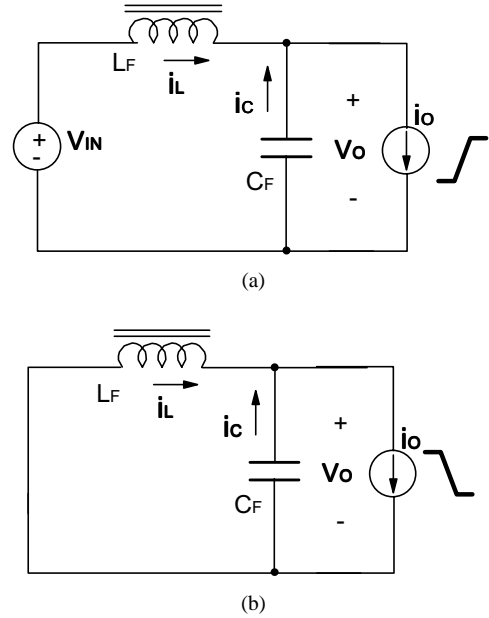 LF
iL
iC
+
iO
+
-
VIN
VO
CF
-
(a)
LF
iL
iC
+
iO
VO
CF
-
(b)